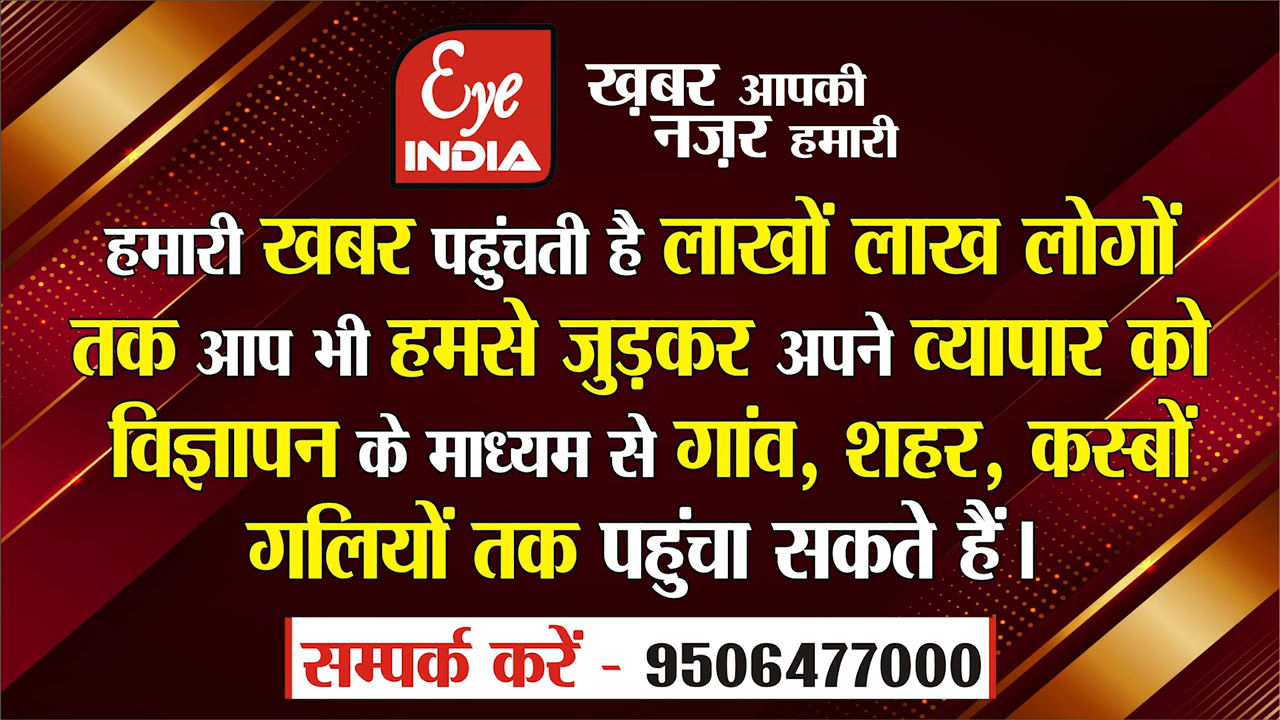 Eye
INDIA
ख़बर आपकी
नज़र हमारी
हमारी खबर पहुंचती है लाखों लाख लोगों
तक आप भी हमसे जुड़कर अपने व्यापार को
विज्ञापन के माध्यम से गांव, शहर, कस्बों
गलियों तक पहुंचा सकते हैं।
सम्पर्क करें - 9506477000